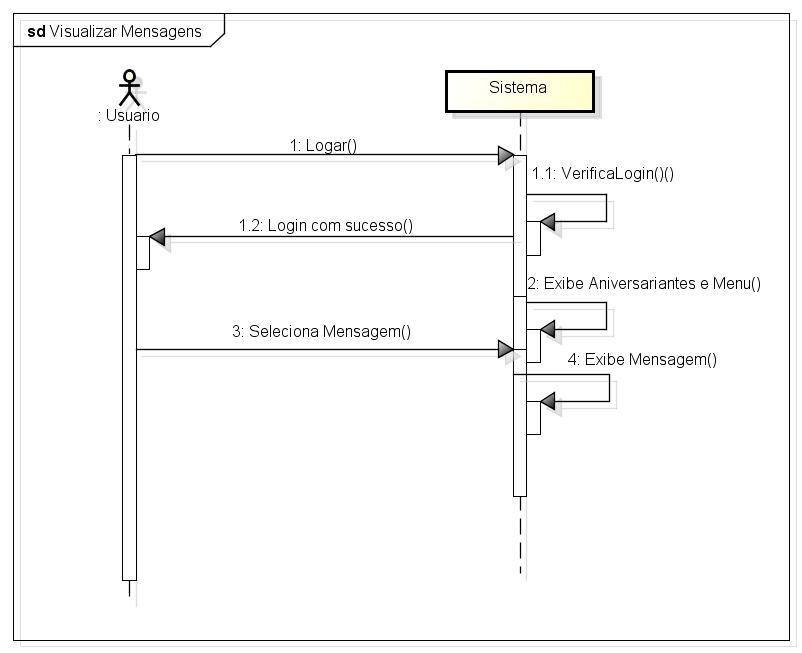 sd Visualizar Mensagens
: Usuario
Sistema
1: Logar()
1.1: VerificaLogin()()
1.2: Login com sucesso()
2: Exibe Aniversariantes e Menu()
3: Seleciona Mensagem()
4: Exibe Mensagem()